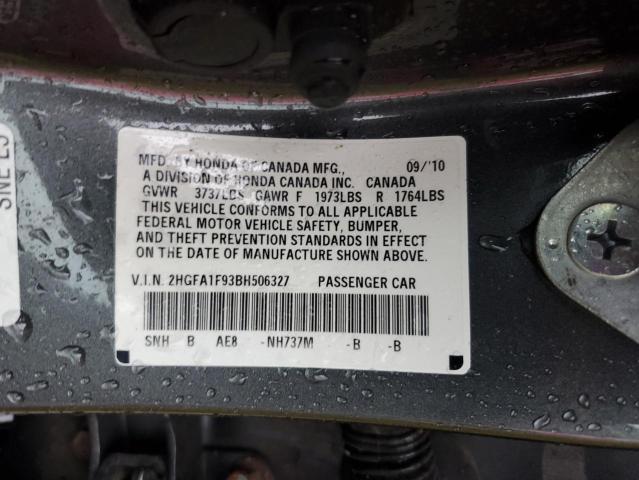 MFD. BY HONDA OF CANADA MFG., 09/'10
A DIVISION OF HONDA CANADA INC. CANADA
GVWR 3737LBS GAWR F 1973LBS R 1764LBS
THIS VEHICLE CONFORMS TO ALL APPLICABLE
FEDERAL MOTOR VEHICLE SAFETY, BUMPER,
AND THEFT PREVENTION STANDARDS IN EFFECT
ON THE DATE OF MANUFACTURE SHOWN ABOVE.
V.I.N. 2HGFA1F93BH506327 PASSENGER CAR
SNH B AE8 -NH737M -B -B